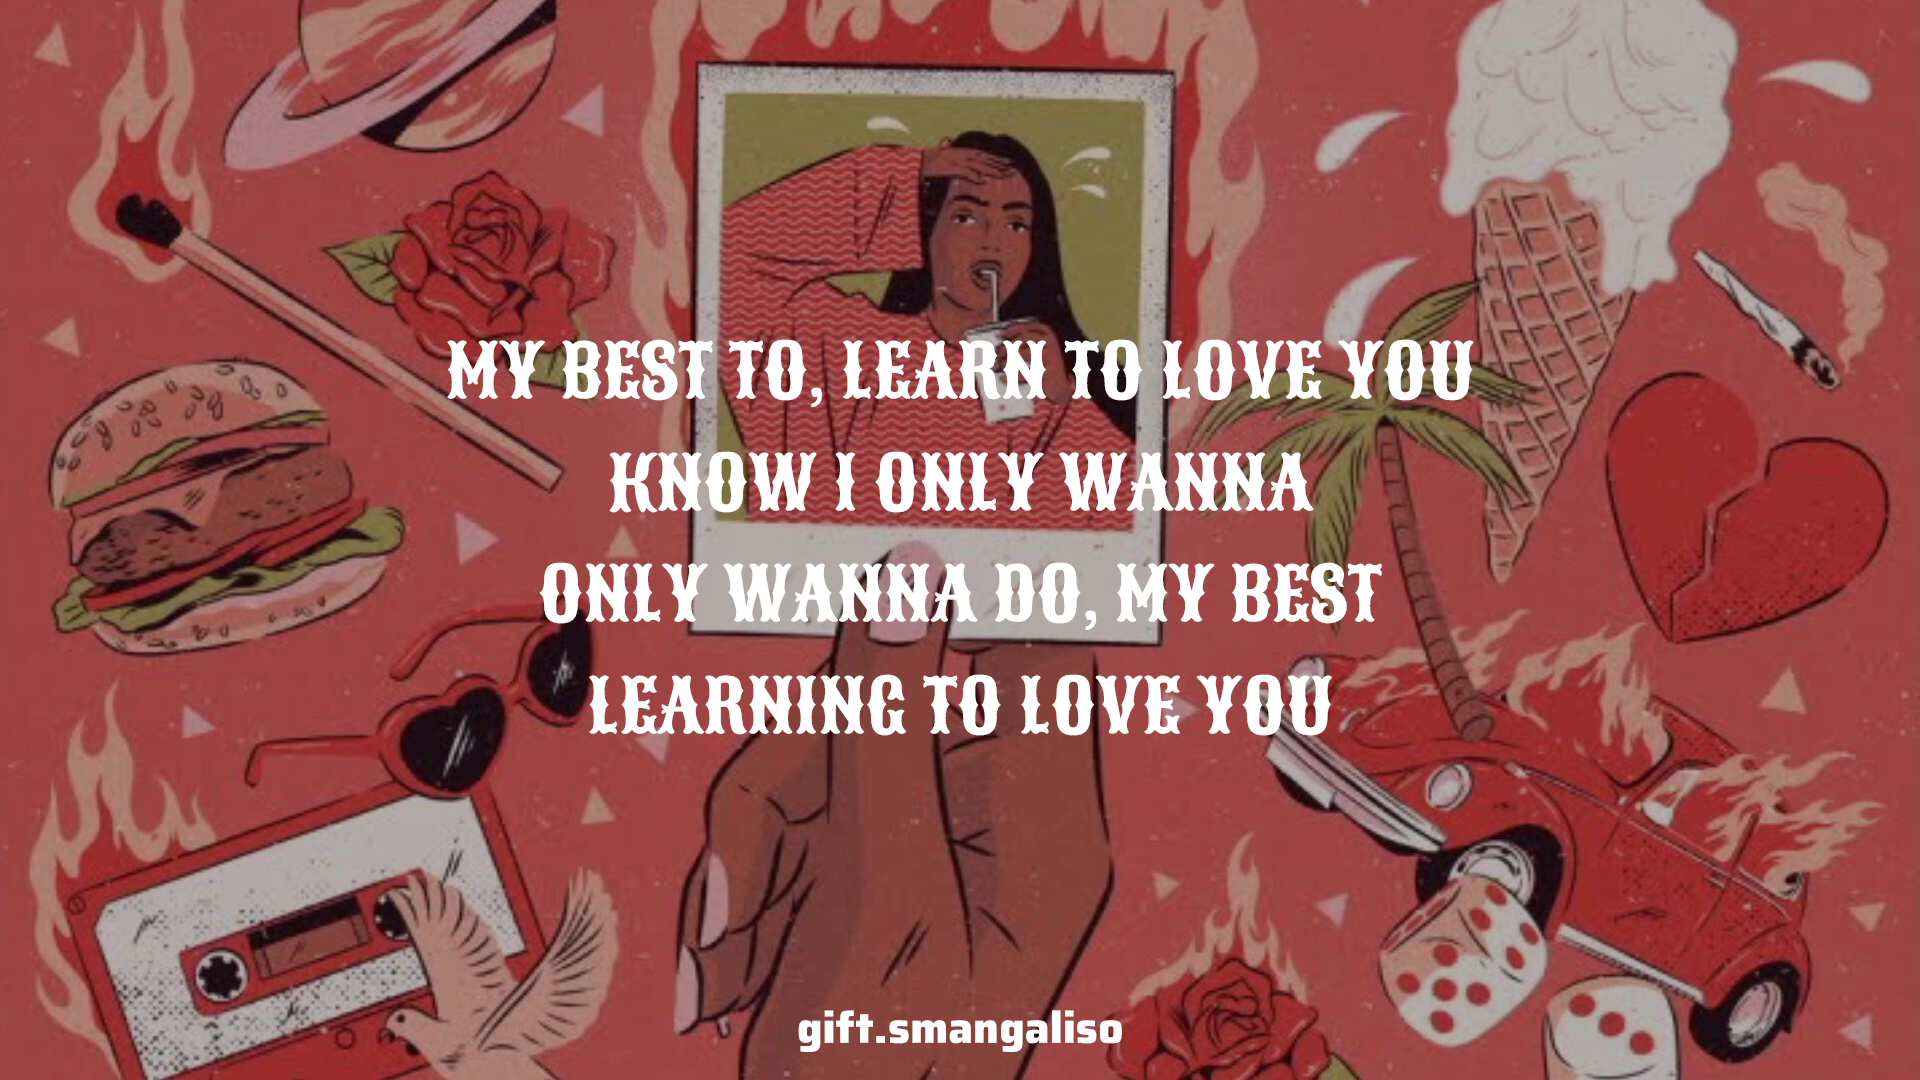 MY BEST TO, LEARN TO LOVE YOU
KNOW I ONLY WANNA
ONLY WANNA DO, MY BEST
LEARNING TO LOVE YOU
gift.smangaliso